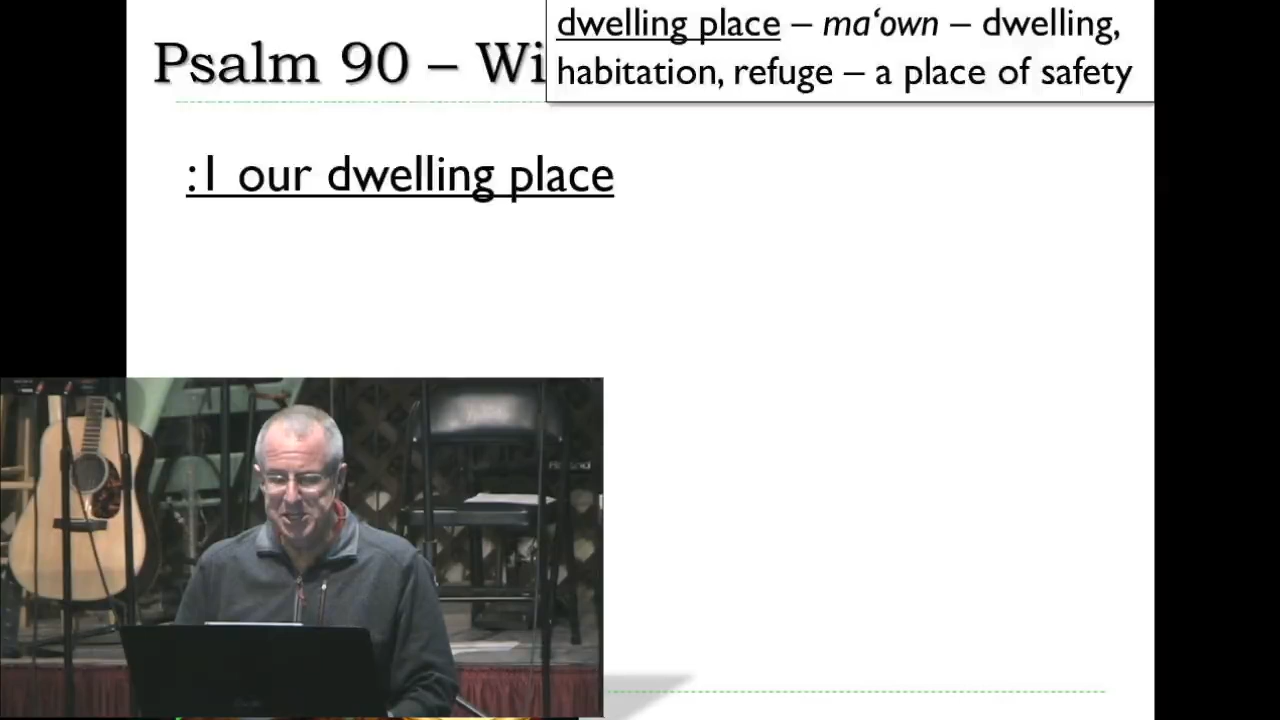 Psalm 90 – Wi
dwelling place – ma‘own – dwelling,
habitation, refuge – a place of safety
:1 our dwelling place